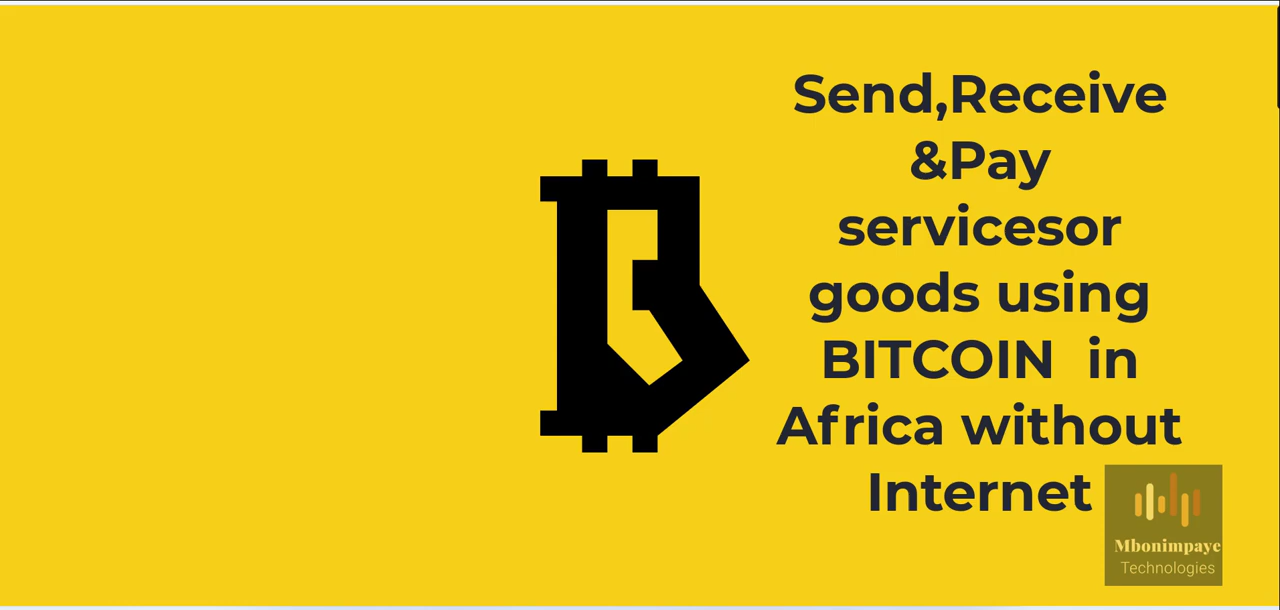 Send,Receive
&Pay
servicesor
goods using
BITCOIN  in
Africa without
Internet
Mbonimpaye
Technologies